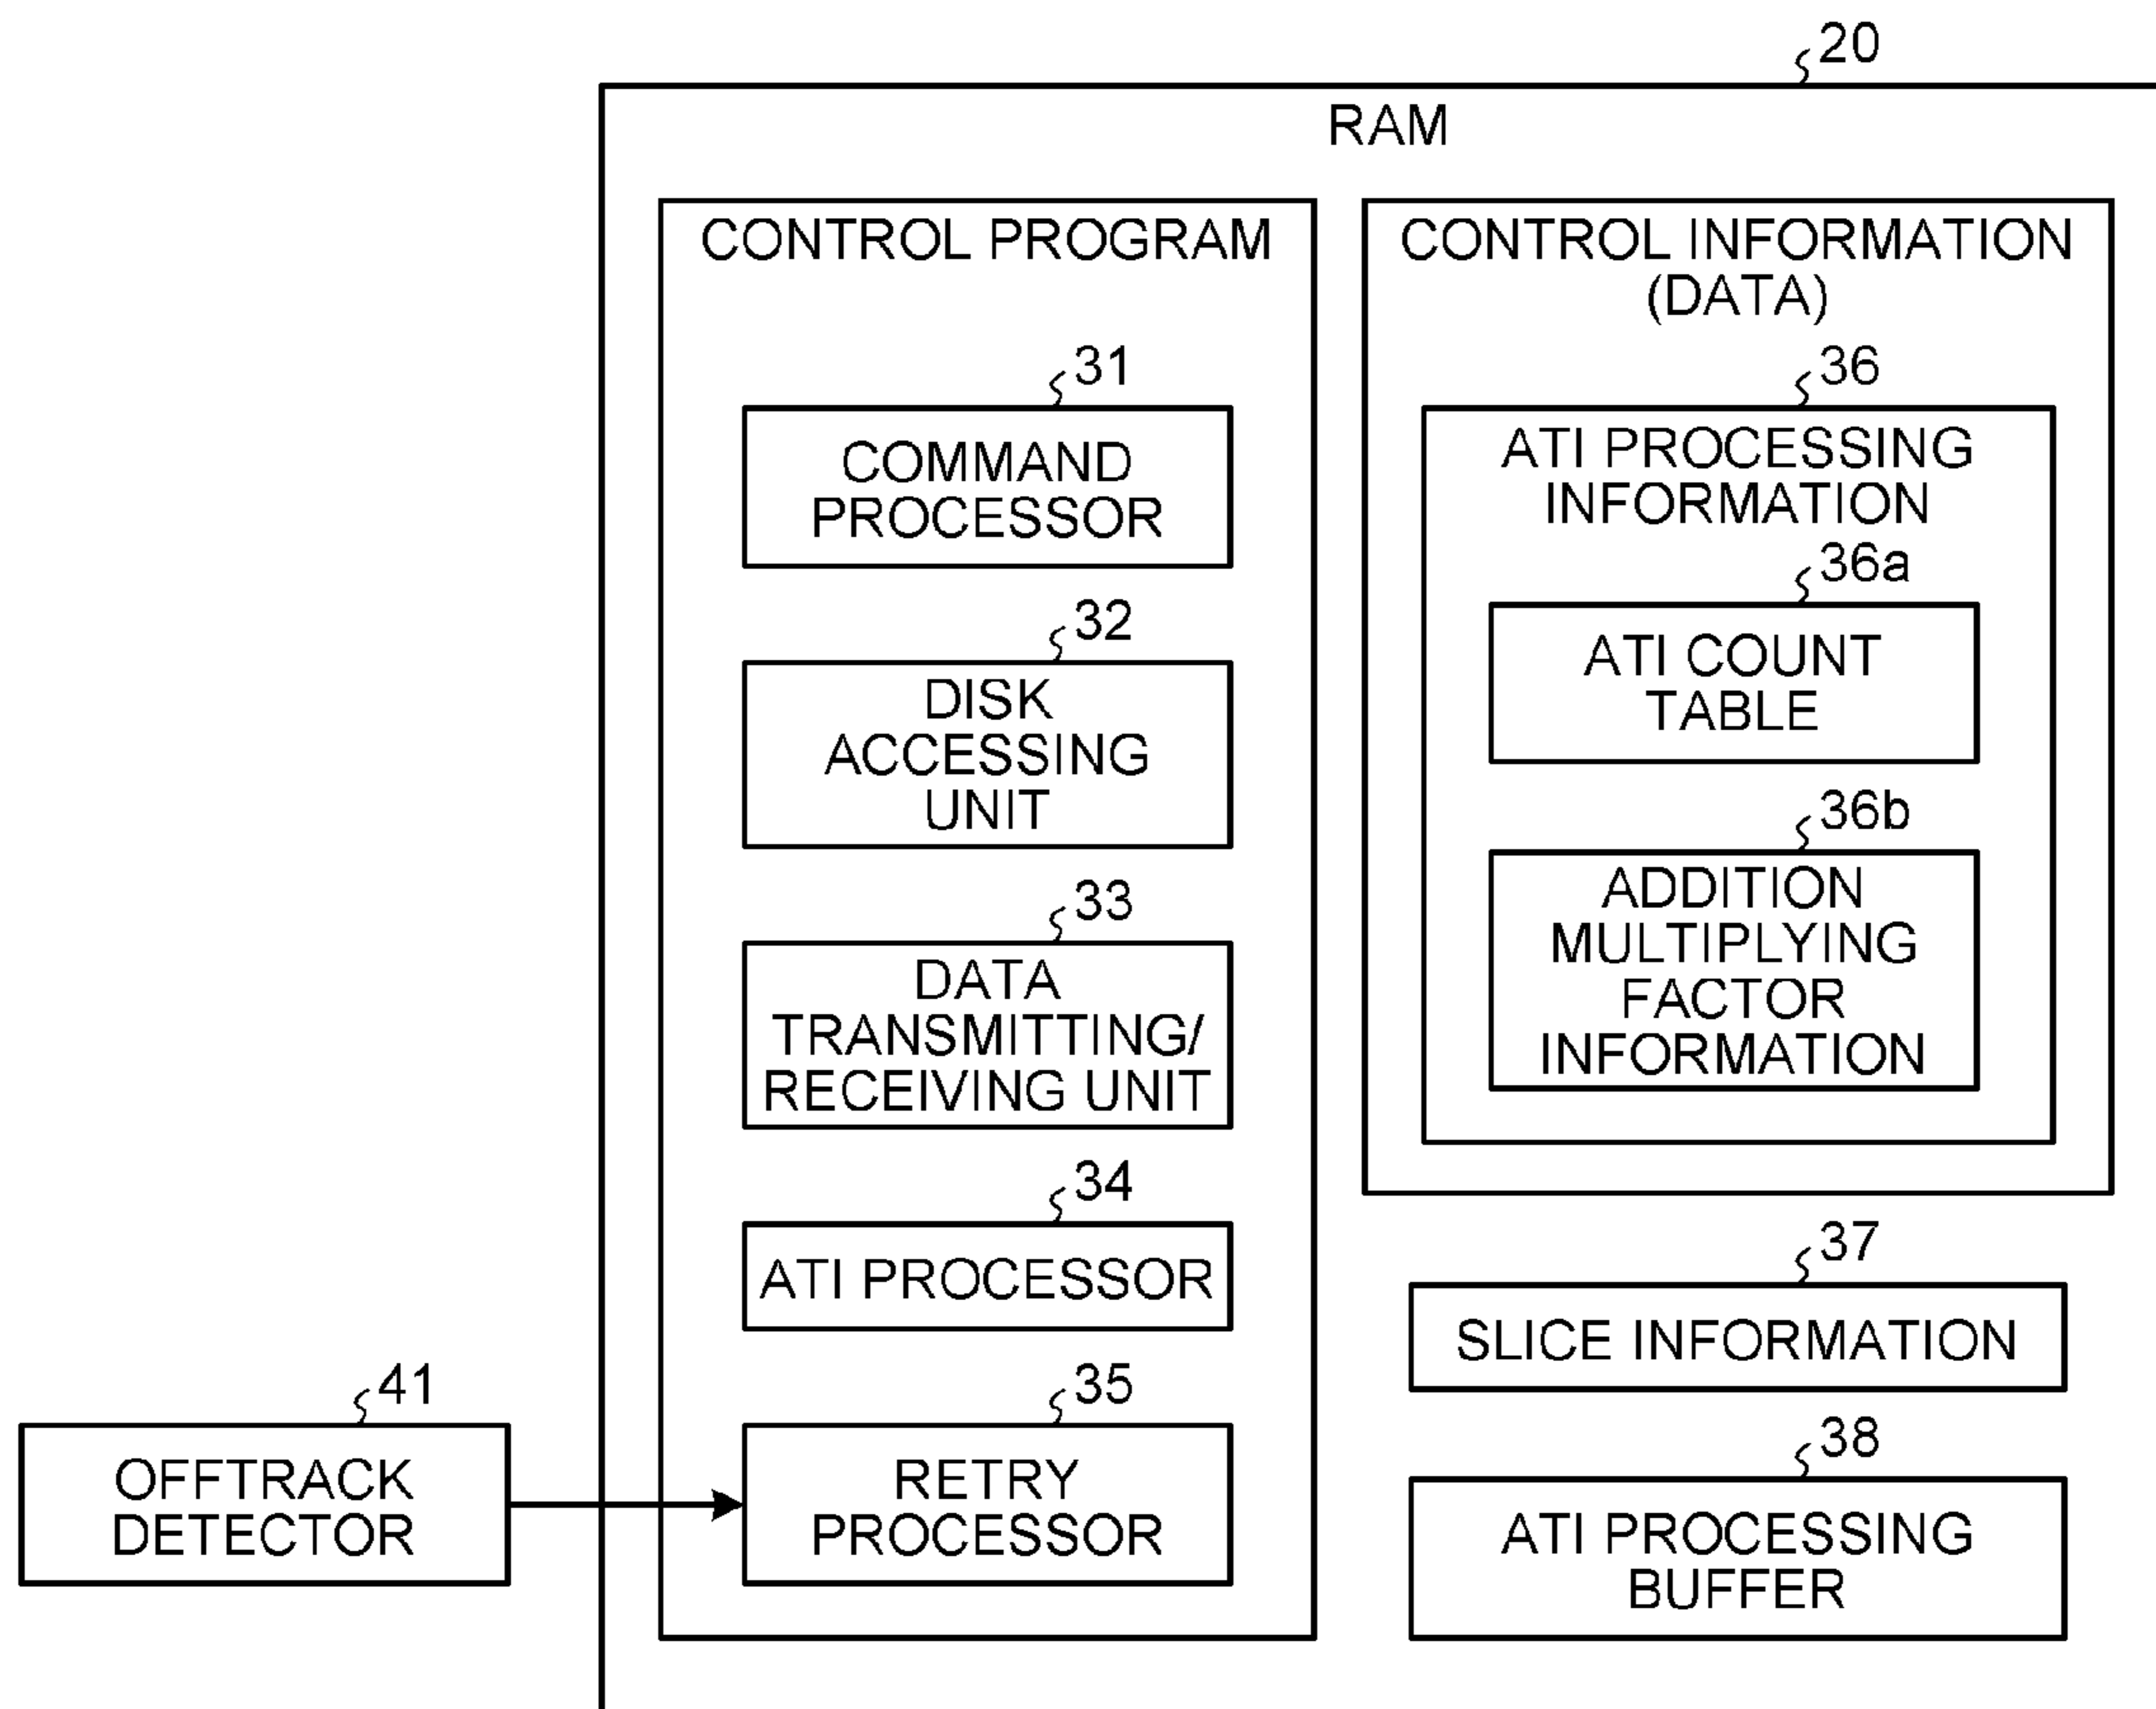 20
RAM
CONTROL PROGRAM
31
COMMAND
PROCESSOR
32
DISK
ACCESSING
UNIT
33
DATA
TRANSMITTING/
RECEIVING UNIT
34
ATI PROCESSOR
35
RETRY
PROCESSOR
41
OFFTRACK
DETECTOR
CONTROL INFORMATION
(DATA)
36
ATI PROCESSING
INFORMATION
36a
ATI COUNT
TABLE
36b
ADDITION
MULTIPLYING
FACTOR
INFORMATION
37
SLICE INFORMATION
38
ATI PROCESSING
BUFFER